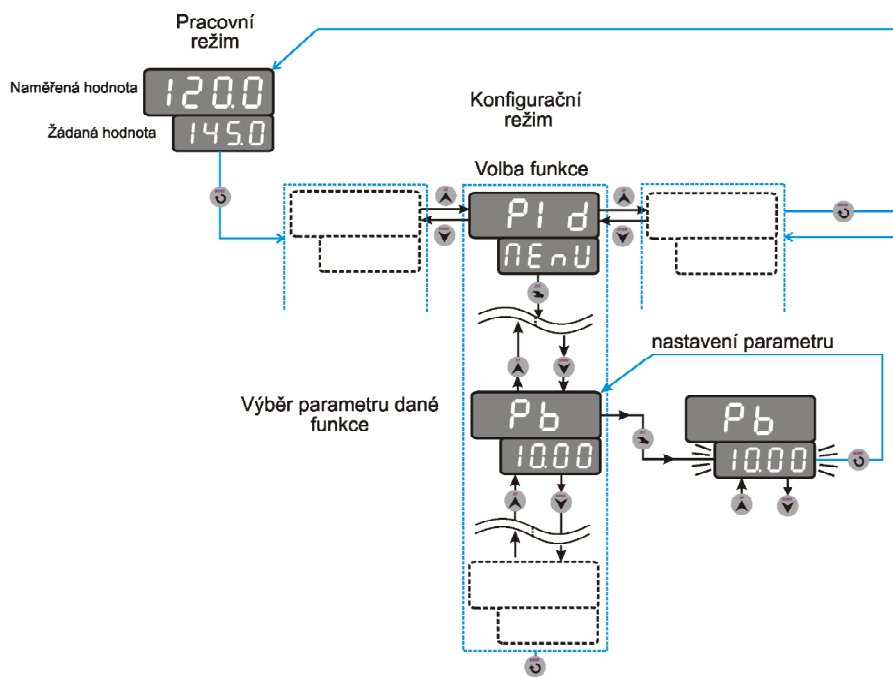 Pracovní
režim
Naměřená hodnota
120.0
Žádaná hodnota
145.0
Konfigurační
režim
Volba funkce
PI d
MEnU
nastavení parametru
Výběr parametru dané
funkce
Pb
10.00
Pb
10.00